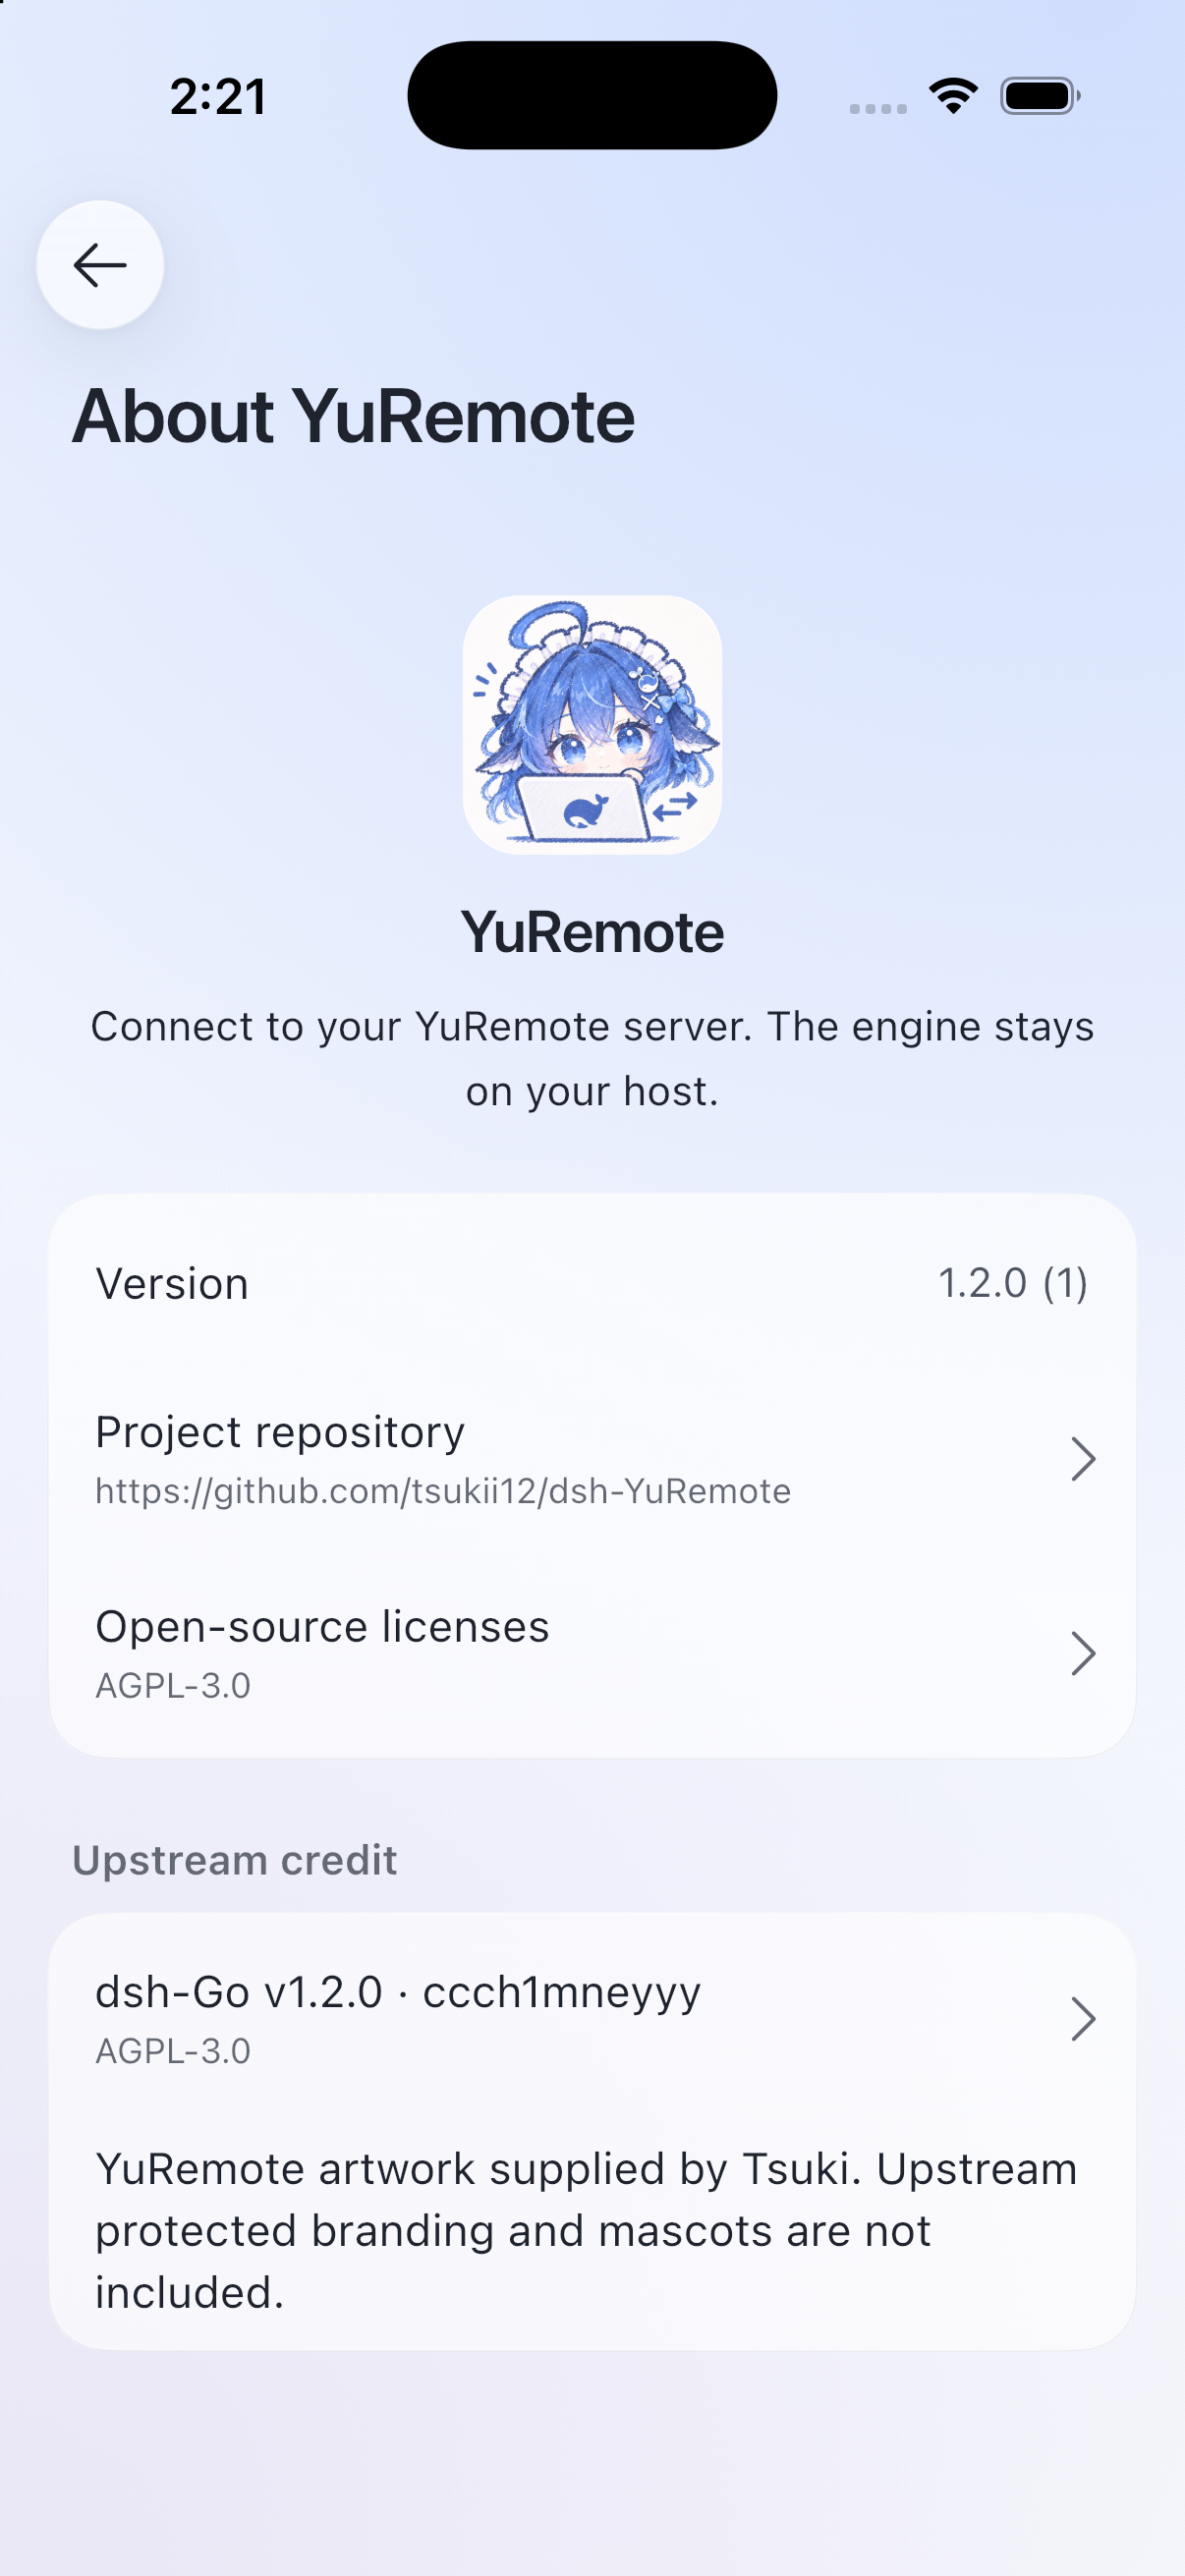 2:21
About YuRemote
YuRemote
Connect to your YuRemote server. The engine stays
on your host.
Version
1.2.0 (1)
Project repository
https://github.com/tsukii12/dsh-YuRemote
Open-source licenses
AGPL-3.0
Upstream credit
dsh-Go v1.2.0 · ccch1mneyyy
AGPL-3.0
YuRemote artwork supplied by Tsuki. Upstream
protected branding and mascots are not
included.